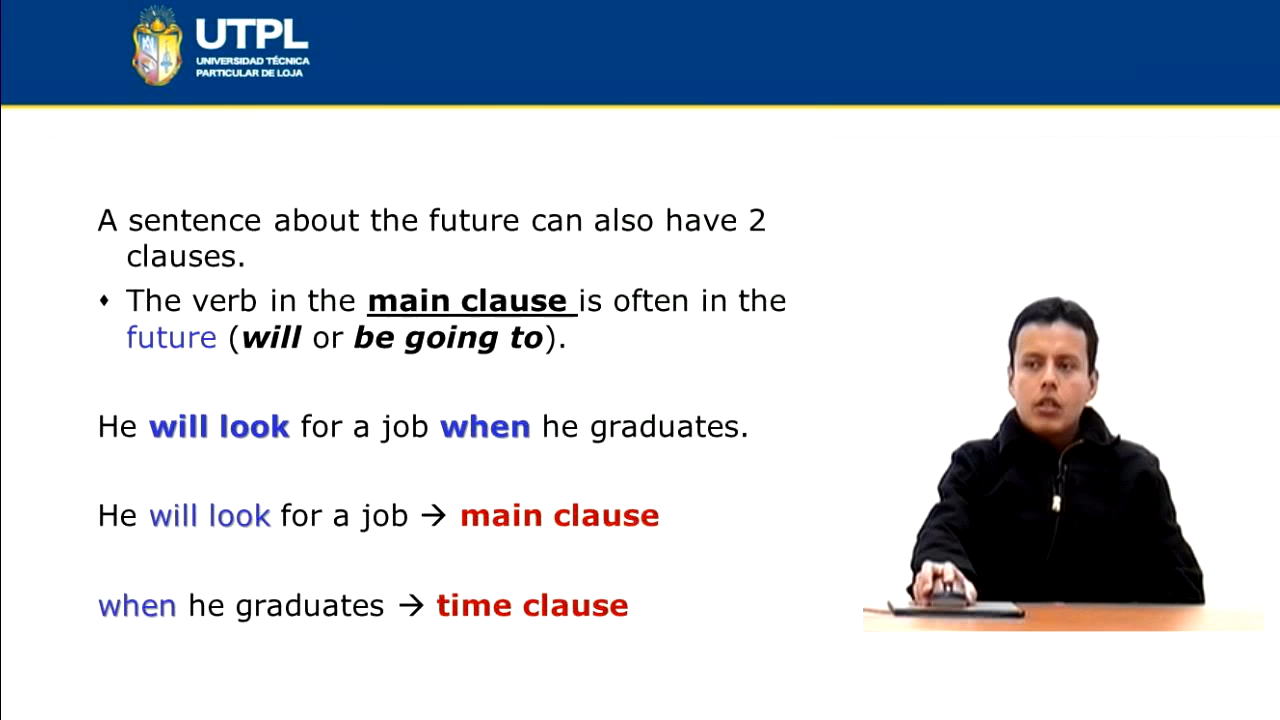 UTPL
UNIVERSIDAD TÉCNICA
PARTICULAR DE LOJA
A sentence about the future can also have 2
clauses.
The verb in the main clause is often in the
future (will or be going to).
He will look for a job when he graduates.
He will look for a job → main clause
when he graduates → time clause